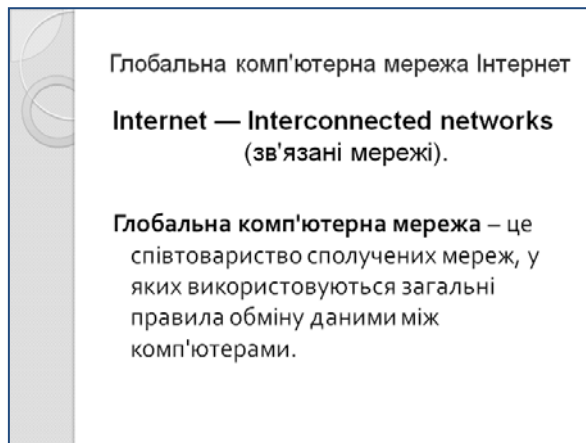 Глобальна комп'ютерна мережа Інтернет
Internet — Interconnected networks
(зв'язані мережі).
Глобальна комп'ютерна мережа – це
співтовариство сполучених мереж, у
яких використовуються загальні
правила обміну даними між
комп'ютерами.